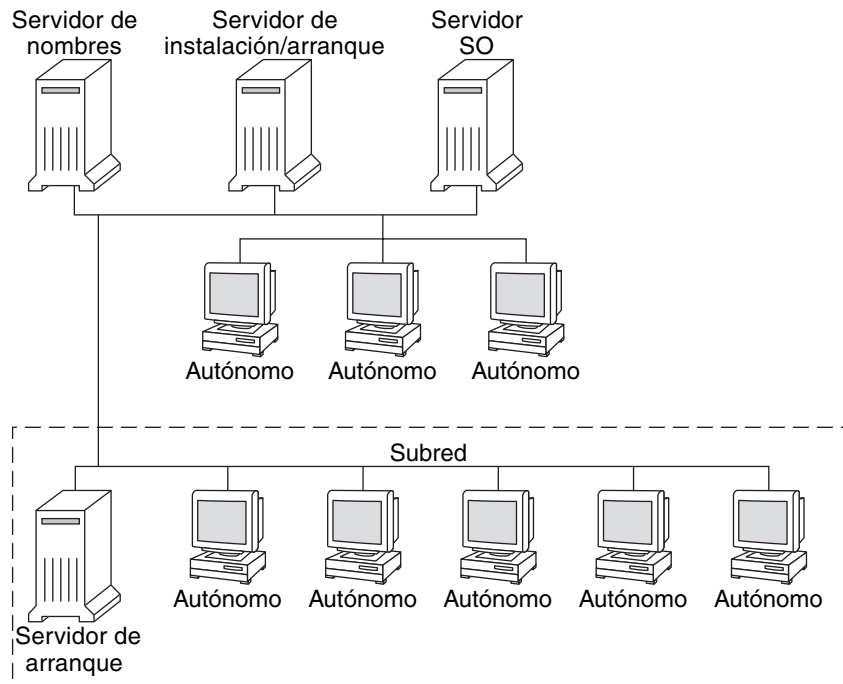 Servidor de
nombres
Servidor de
instalación/arranque
Servidor
SO
Autónomo
Autónomo
Autónomo
Subred
Autónomo
Autónomo
Autónomo
Autónomo
Autónomo
Servidor de
arranque